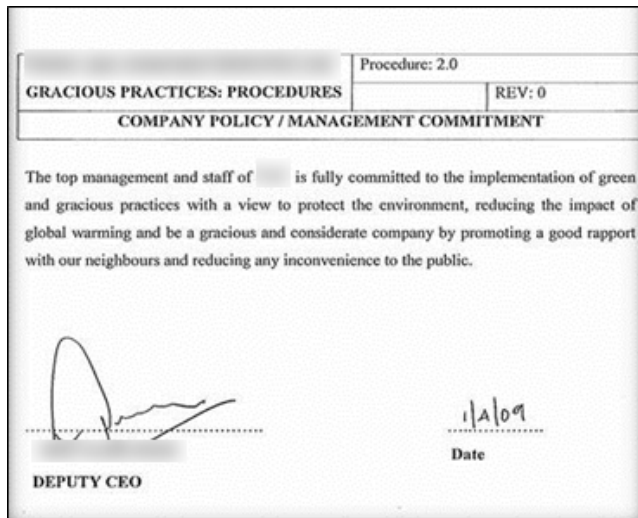 Procedure: 2.0
GRACIOUS PRACTICES: PROCEDURES
REV: 0
COMPANY POLICY / MANAGEMENT COMMITMENT
The top management and staff of is fully committed to the implementation of green
and gracious practices with a view to protect the environment, reducing the impact of
global warming and be a gracious and considerate company by promoting a good rapport
with our neighbours and reducing any inconvenience to the public.
Date
DEPUTY CEO